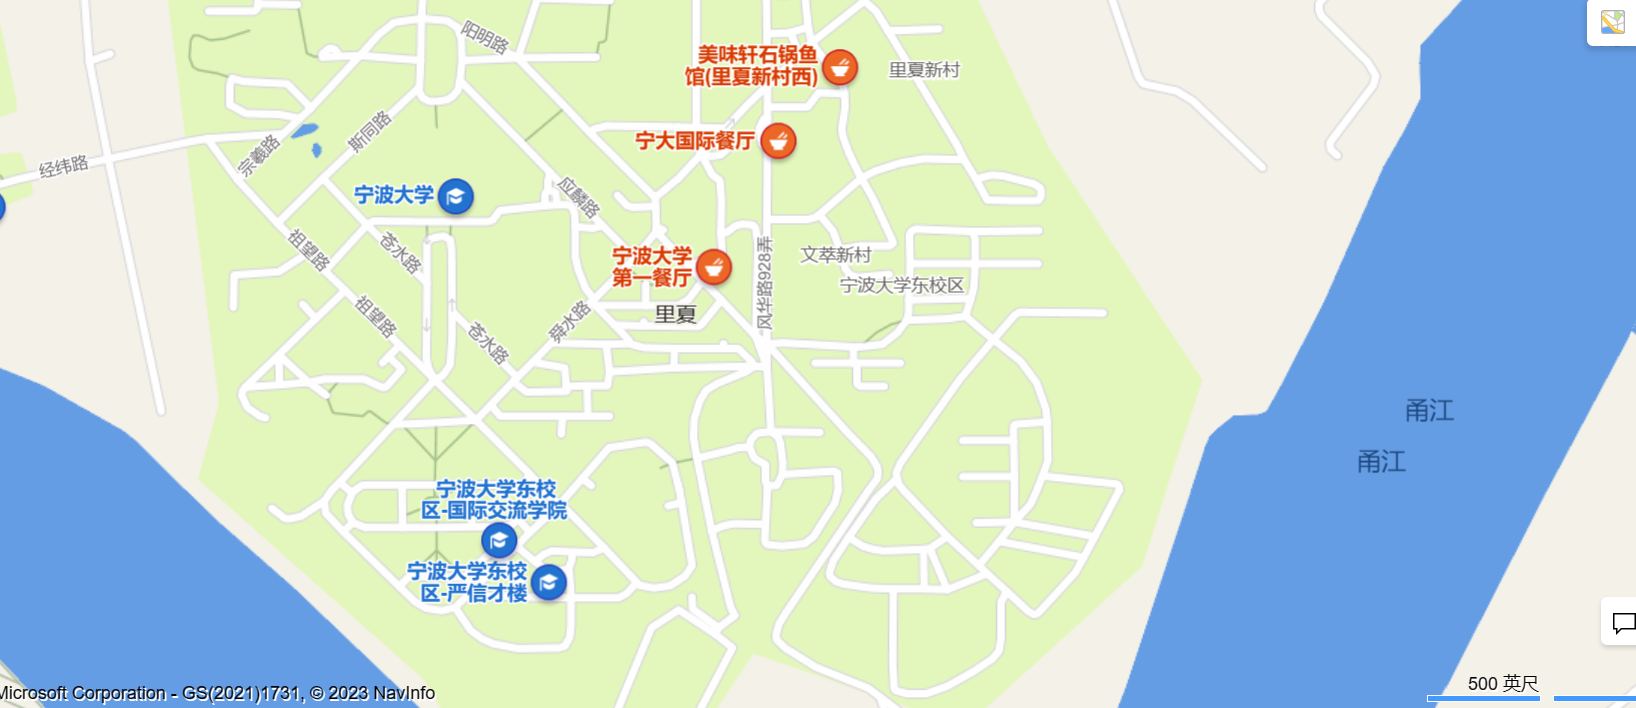 阳明路
美味轩石锅鱼
馆(里夏新村西)
里夏新村
斯同路
宁大国际餐厅
宗羲路
经纬路
宁波大学
应麟路
祖望路
苍水路
宁波大学
第一餐厅
风华路928弄
文萃新村
宁波大学东校区
里夏
祖望路
苍水路
舜水路
甬江
甬江
宁波大学东校
区-国际交流学院
宁波大学东校
区-严信才楼
500 英尺
Microsoft Corporation - GS(2021)1731, © 2023 NavInfo